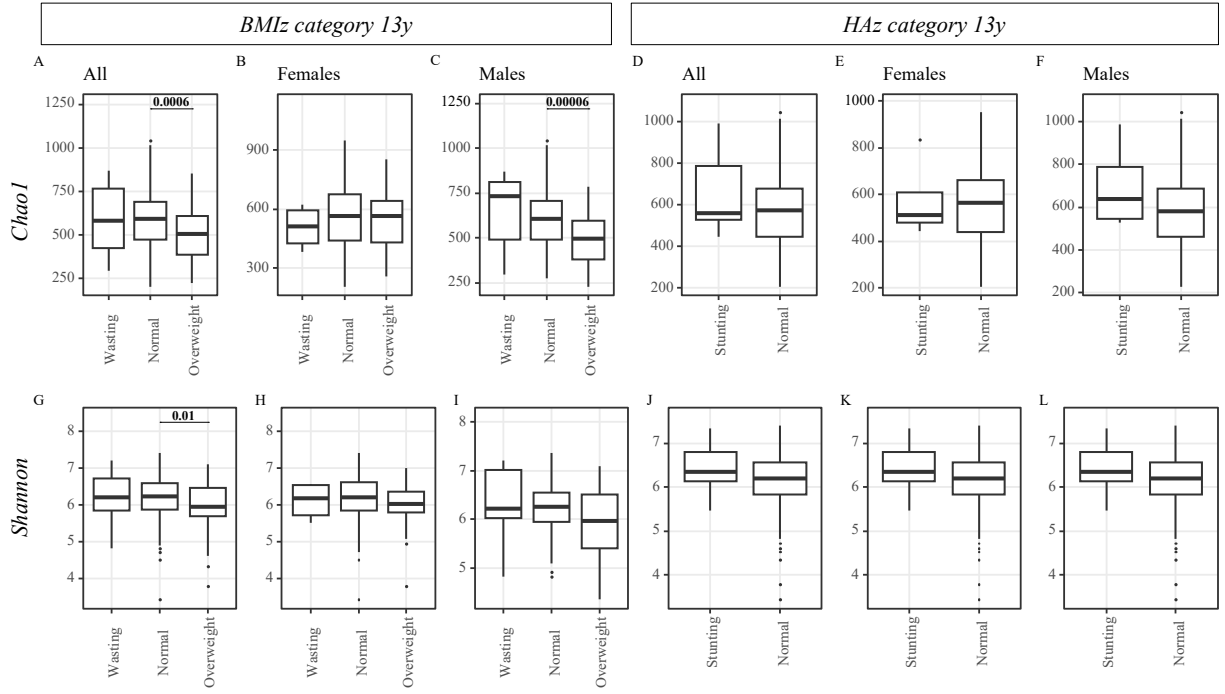 BMIz category 13y
HAz category 13y
A
All
B
Females
C
Males
D
All
E
Females
F
Males
Chao1
1250
1000
750
500
250
0.0006
Wasting
Normal
Overweight
900
600
300
Wasting
Normal
Overweight
1250
1000
750
500
250
0.00006
Wasting
Normal
Overweight
1000
800
600
400
200
Stunting
Normal
1000
800
600
400
200
Stunting
Normal
1000
800
600
400
200
Stunting
Normal
Shannon
G
8
7
6
5
4
0.01
Wasting
Normal
Overweight
H
8
7
6
5
4
Wasting
Normal
Overweight
I
8
7
6
5
Wasting
Normal
Overweight
J
7
6
5
4
Stunting
Normal
K
7
6
5
4
Stunting
Normal
L
7
6
5
4
Stunting
Normal